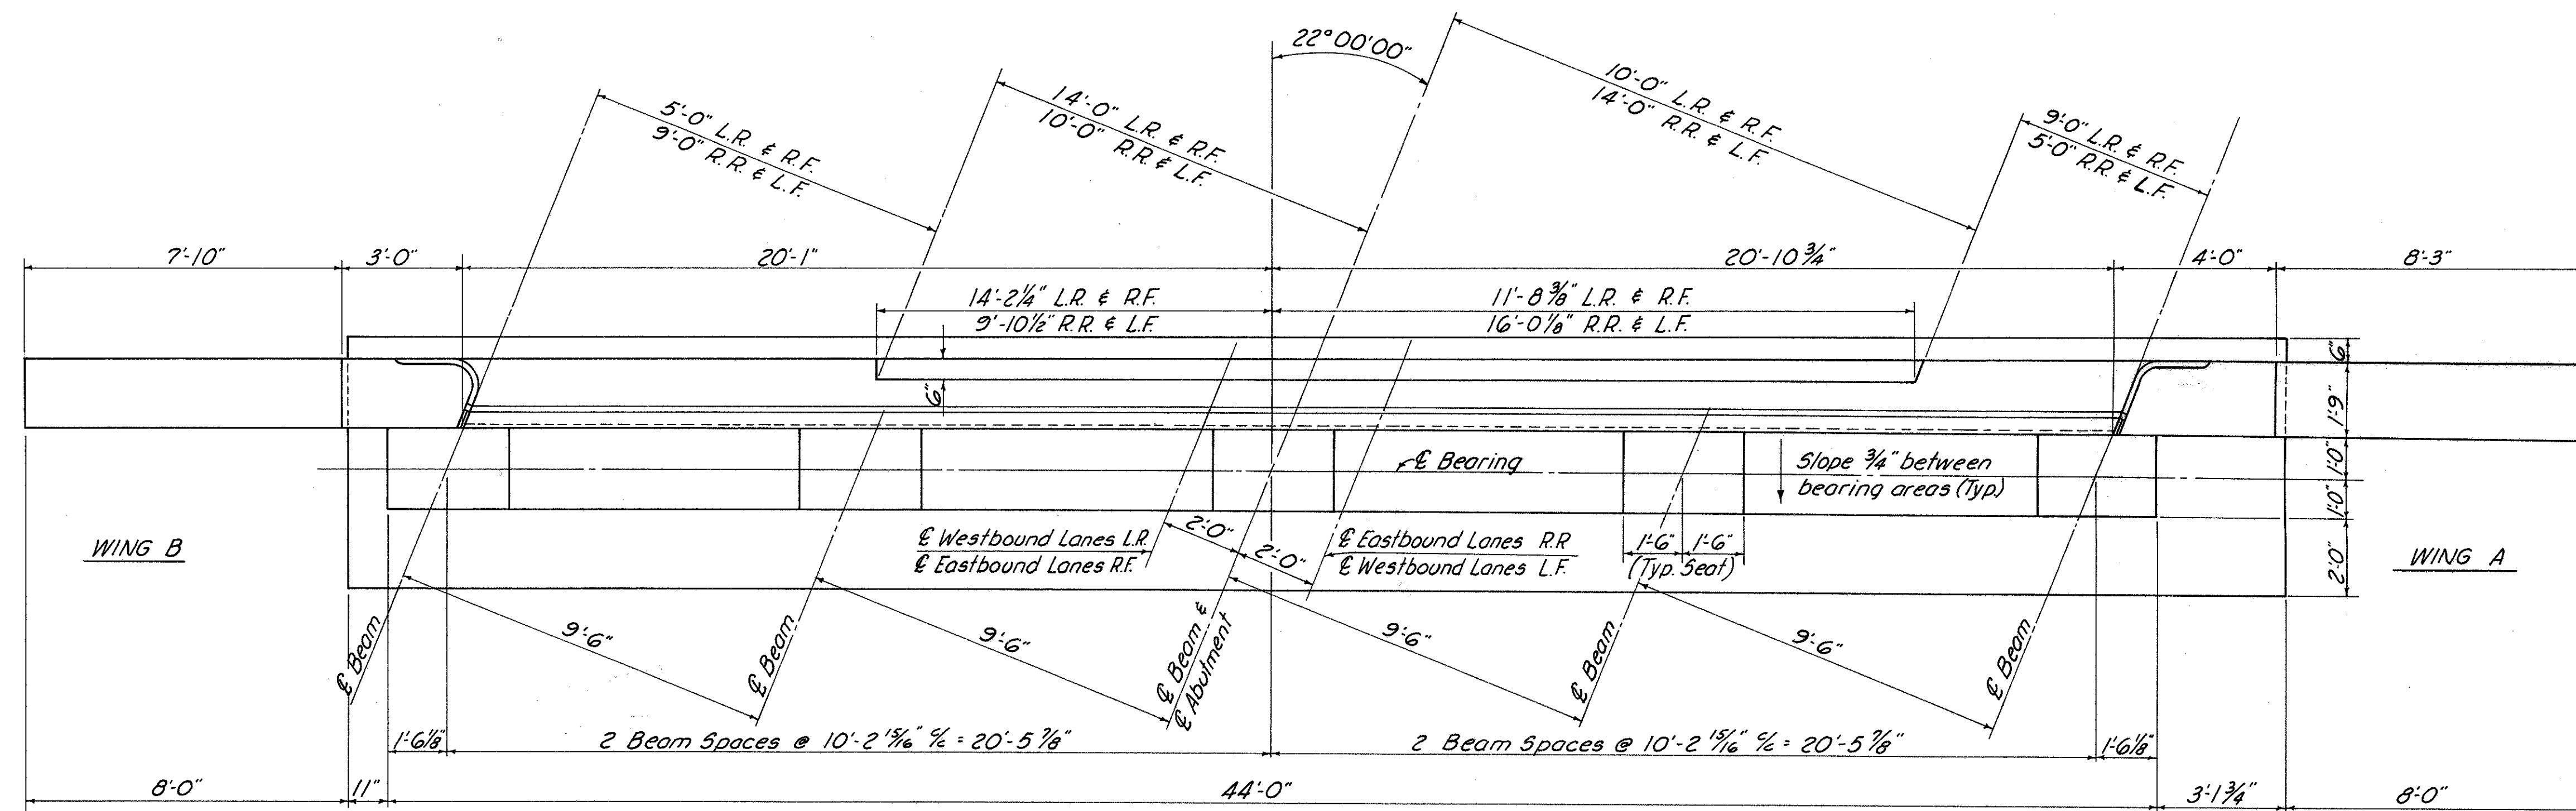 22°00'00"
5'-0" L.R. & R.F.
9'-0" R.R. & L.F.
14'-0" L.R. & R.F.
10'-0" R.R. & L.F.
10'-0" L.R. & R.F.
14'-0" R.R. & L.F.
9'-0" L.R. & R.F.
5'-0" R.R. & L.F.
7'-10"
3'-0"
20'-1"
20'-10 3/4"
4'-0"
8'-3"
14'-2 1/4" L.R. & R.F.
9'-10 1/2" R.R. & L.F.
11'-8 3/8" L.R. & R.F.
16'-0 1/8" R.R. & L.F.
6"
6"
1'-9"
1'-0"
1'-0"
2'-0"
℄ Bearing
Slope 3/4" between
bearing areas (Typ.)
WING B
℄ Westbound Lanes L.R.
℄ Eastbound Lanes R.F.
2'-0"
2'-0"
℄ Eastbound Lanes R.R
℄ Westbound Lanes L.F.
1'-6"
1'-6"
(Typ. Seat)
WING A
℄ Beam
9'-6"
℄ Beam
9'-6"
℄ Beam &
℄ Abutment
9'-6"
℄ Beam
9'-6"
℄ Beam
1'-6 1/8"
2 Beam Spaces @ 10'-2 15/16" c/c = 20'-5 7/8"
2 Beam Spaces @ 10'-2 15/16" c/c = 20'-5 7/8"
1'-6 1/8"
8'-0"
11"
44'-0"
3'-1 3/4"
8'-0"